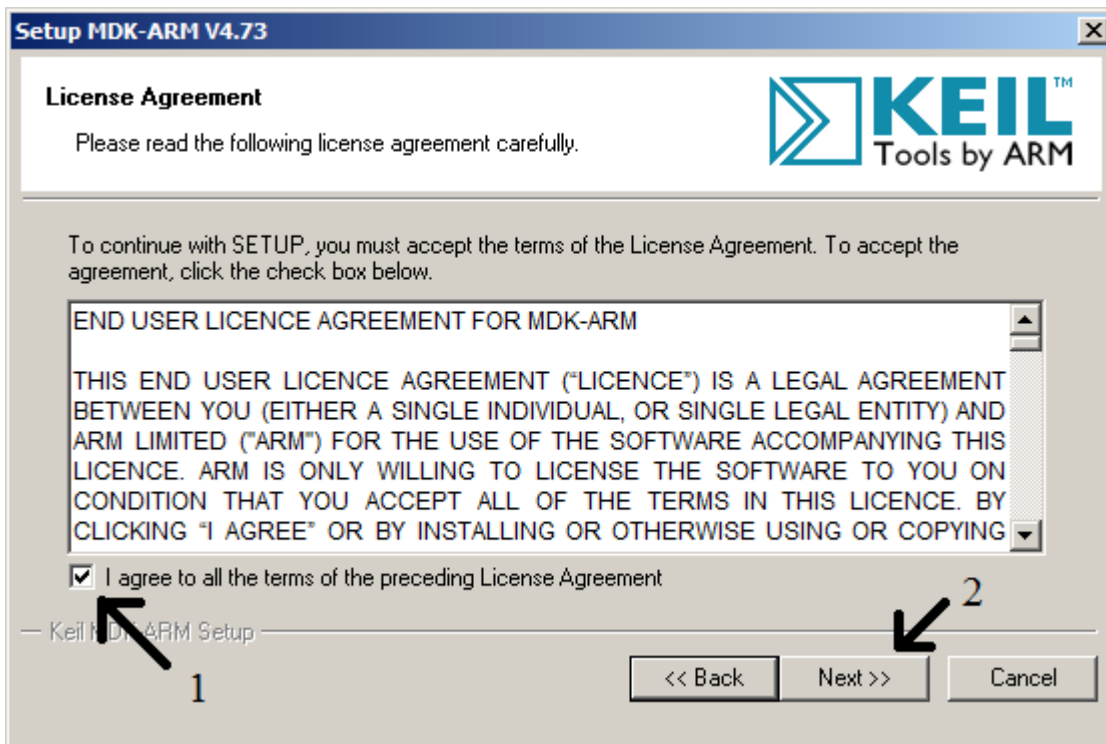 Setup MDK-ARM V4.73
License Agreement
Please read the following license agreement carefully.
KEIL™
Tools by ARM
To continue with SETUP, you must accept the terms of the License Agreement. To accept the
agreement, click the check box below.
END USER LICENCE AGREEMENT FOR MDK-ARM
THIS END USER LICENCE AGREEMENT (“LICENCE”) IS A LEGAL AGREEMENT
BETWEEN YOU (EITHER A SINGLE INDIVIDUAL, OR SINGLE LEGAL ENTITY) AND
ARM LIMITED ("ARM") FOR THE USE OF THE SOFTWARE ACCOMPANYING THIS
LICENCE. ARM IS ONLY WILLING TO LICENSE THE SOFTWARE TO YOU ON
CONDITION THAT YOU ACCEPT ALL OF THE TERMS IN THIS LICENCE. BY
CLICKING “I AGREE” OR BY INSTALLING OR OTHERWISE USING OR COPYING
I agree to all the terms of the preceding License Agreement
2
Keil MDK-ARM Setup
1
<< Back Next >> Cancel